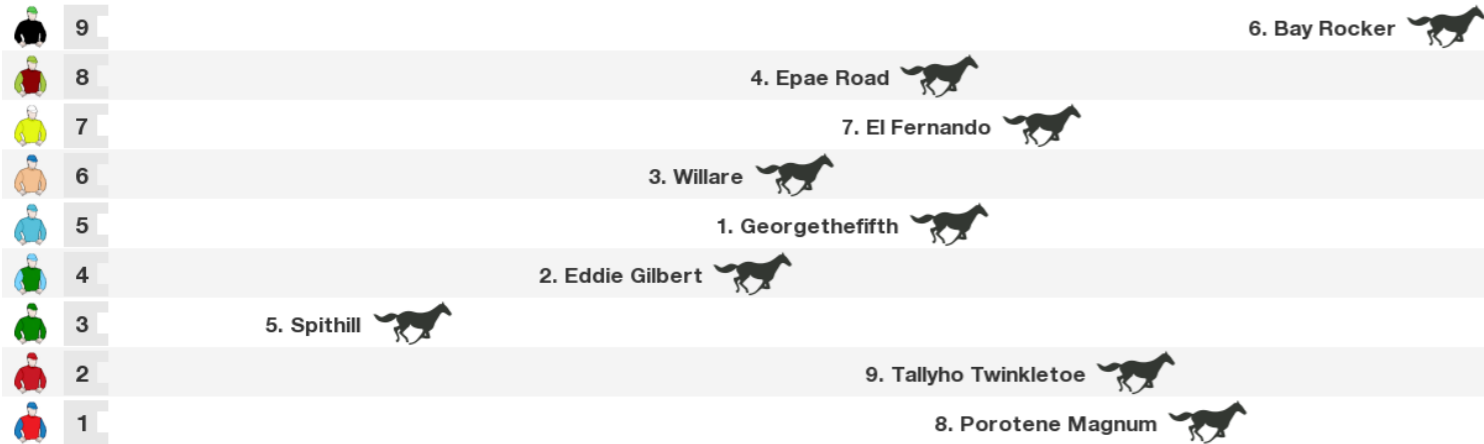 9 6. Bay Rocker
8 4. Epae Road
7 7. El Fernando
6 3. Willare
5 1. Georgethefifth
4 2. Eddie Gilbert
3 5. Spithill
2 9. Tallyho Twinkletoe
1 8. Porotene Magnum